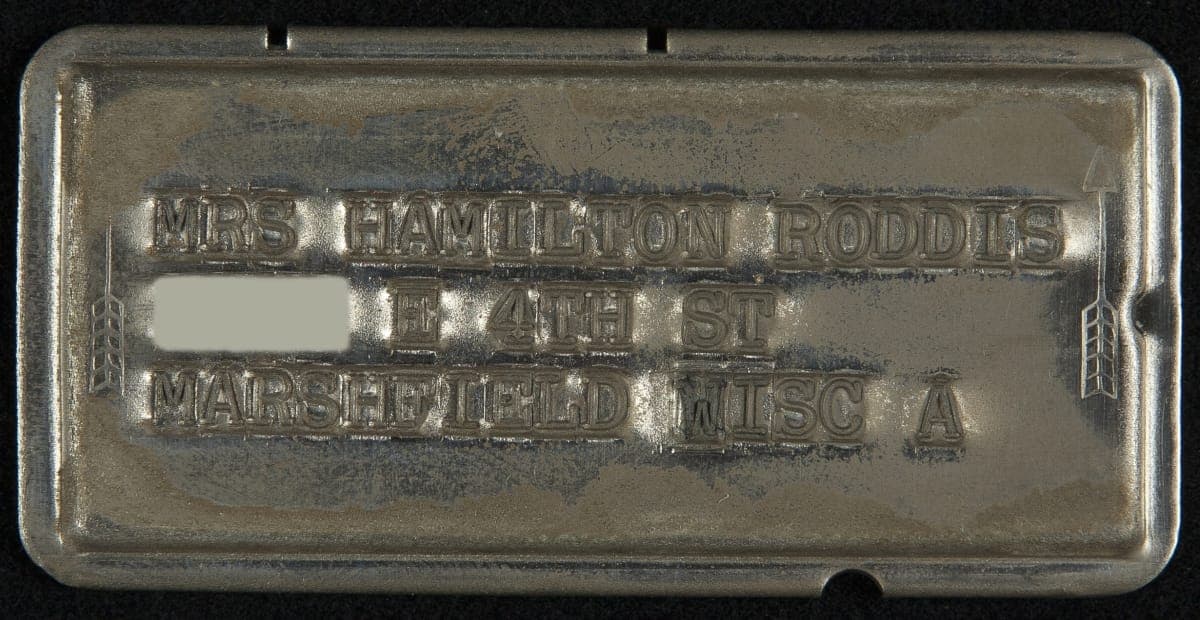 MRS HAMILTON RODDIS
E 4TH ST
MARSHFIELD WISC A